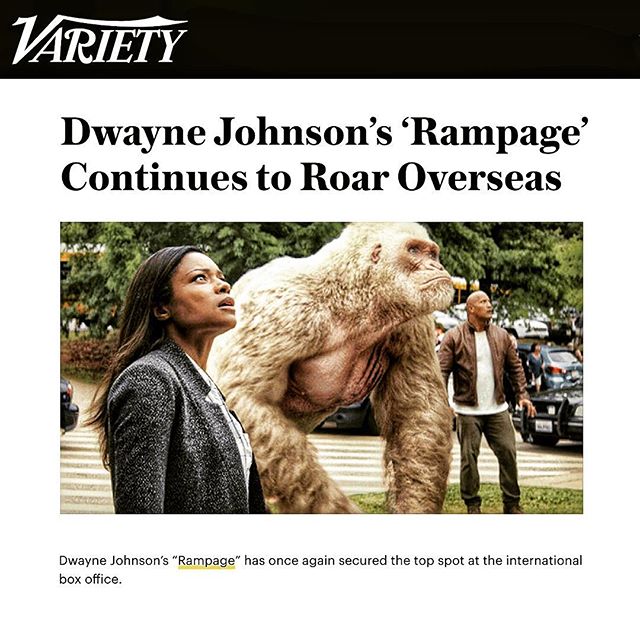 VARIETY
Dwayne Johnson’s ‘Rampage’
Continues to Roar Overseas
Dwayne Johnson’s “Rampage” has once again secured the top spot at the international
box office.